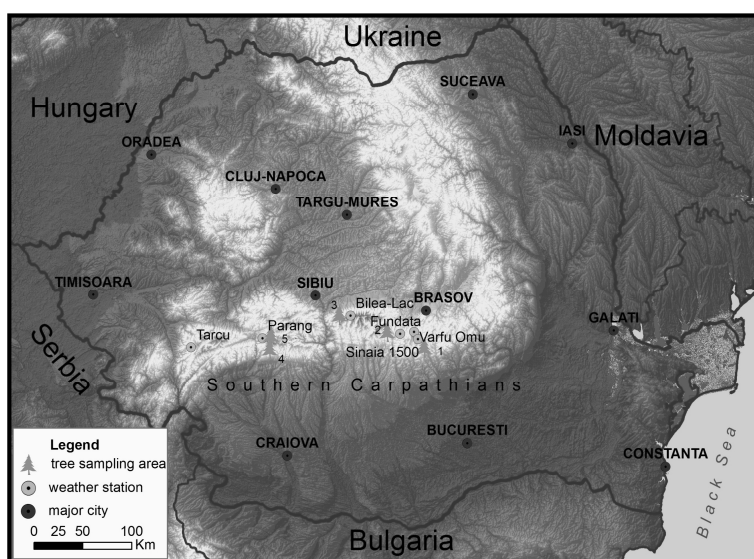 Ukraine
SUCEAVA
Hungary
IASI
Moldavia
ORADEA
CLUJ-NAPOCA
TARGU-MURES
TIMISOARA
SIBIU
3
Bilea-Lac
BRASOV
GALATI
Serbia
Tarcu
Parang
5
4
2
Fundata
Varfu Omu
Sinaia 1500
1
Southern Carpathians
CRAIOVA
BUCURESTI
CONSTANTA
Black Sea
Bulgaria
Legend
tree sampling area
weather station
major city
0 25 50 100
Km